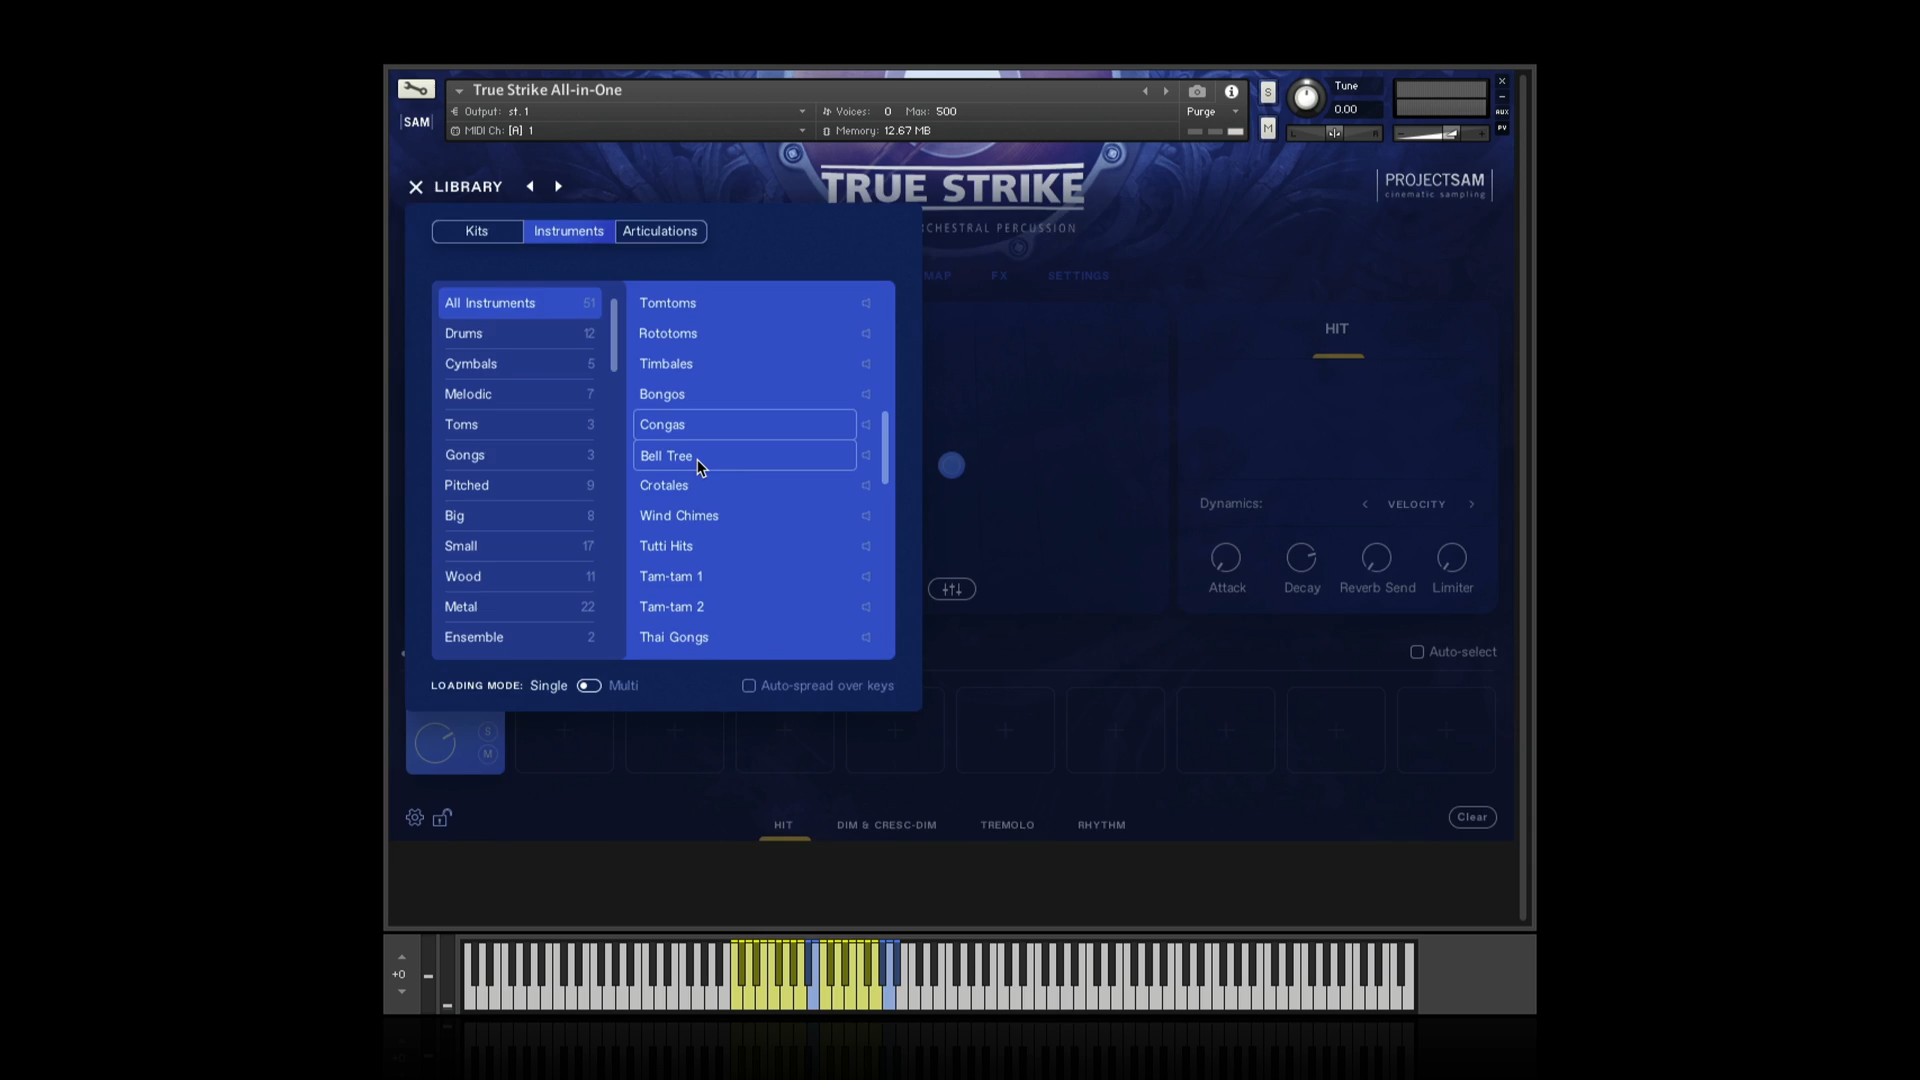 True Strike All-in-One
Output: st.1
Voices: 0 Max: 500
Purge
MIDI Ch: [A] 1
Memory: 12.67 MB
S
M
Tune
0.00
L R
- +
AUX
PV
|SAM|
LIBRARY
TRUE STRIKE
CHESTRAL PERCUSSION
PROJECTSAM
cinematic sampling
Kits
Instruments
Articulations
MAP
FX
SETTINGS
All Instruments 51
Drums 12
Cymbals 5
Melodic 7
Toms 3
Gongs 3
Pitched 9
Big 8
Small 17
Wood 11
Metal 22
Ensemble 2
Tomtoms
Rototoms
Timbales
Bongos
Congas
Bell Tree
Crotales
Wind Chimes
Tutti Hits
Tam-tam 1
Tam-tam 2
Thai Gongs
LOADING MODE: Single Multi
Auto-spread over keys
HIT
Dynamics: < VELOCITY >
Attack
Decay
Reverb Send
Limiter
Auto-select
S
M
HIT
DIM & CRESC-DIM
TREMOLO
RHYTHM
Clear
+0